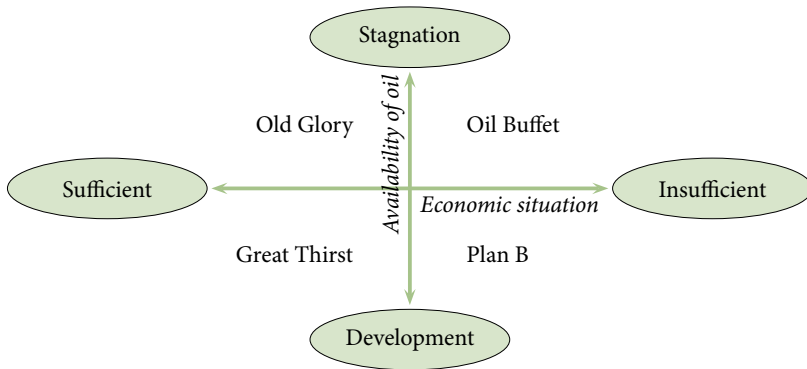 Stagnation
Availability of oil
Old Glory
Oil Buffet
Sufficient
Insufficient
Economic situation
Great Thirst
Plan B
Development